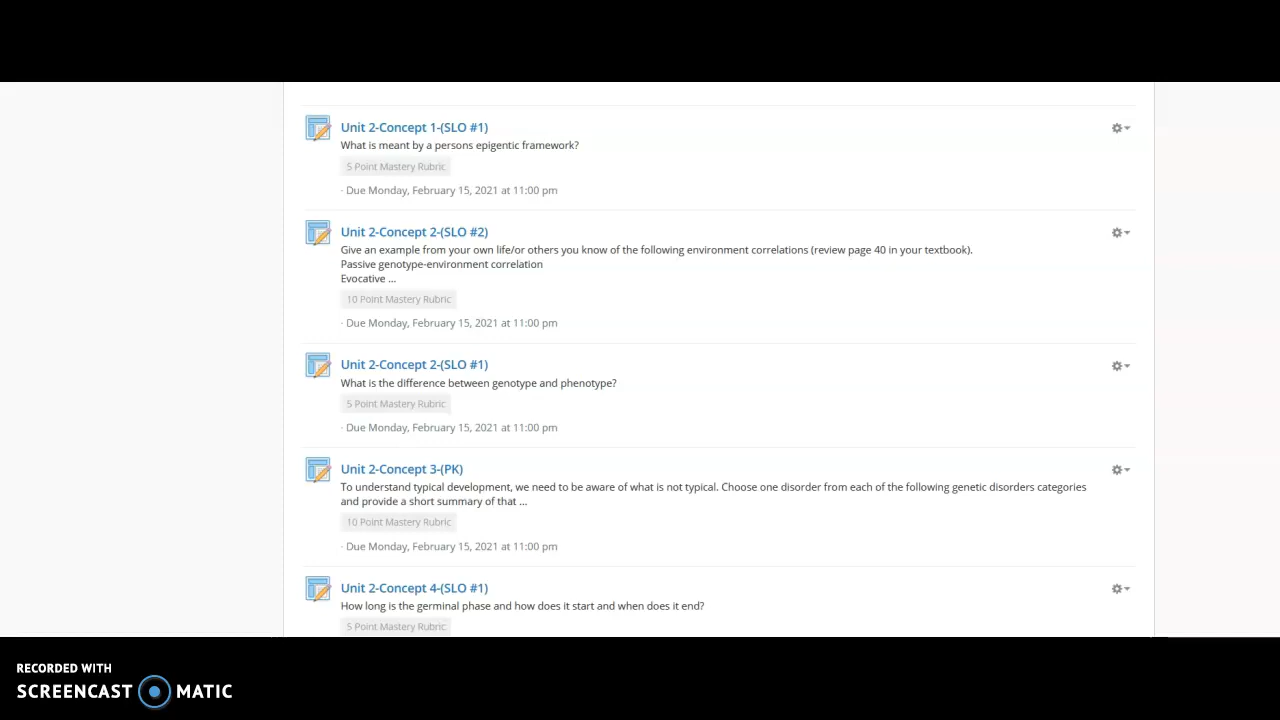 Unit 2-Concept 1-(SLO #1)
What is meant by a persons epigentic framework?
5 Point Mastery Rubric
· Due Monday, February 15, 2021 at 11:00 pm
Unit 2-Concept 2-(SLO #2)
Give an example from your own life/or others you know of the following environment correlations (review page 40 in your textbook).
Passive genotype-environment correlation
Evocative ...
10 Point Mastery Rubric
· Due Monday, February 15, 2021 at 11:00 pm
Unit 2-Concept 2-(SLO #1)
What is the difference between genotype and phenotype?
5 Point Mastery Rubric
· Due Monday, February 15, 2021 at 11:00 pm
Unit 2-Concept 3-(PK)
To understand typical development, we need to be aware of what is not typical. Choose one disorder from each of the following genetic disorders categories
and provide a short summary of that ...
10 Point Mastery Rubric
· Due Monday, February 15, 2021 at 11:00 pm
Unit 2-Concept 4-(SLO #1)
How long is the germinal phase and how does it start and when does it end?
5 Point Mastery Rubric
RECORDED WITH
SCREENCAST MATIC